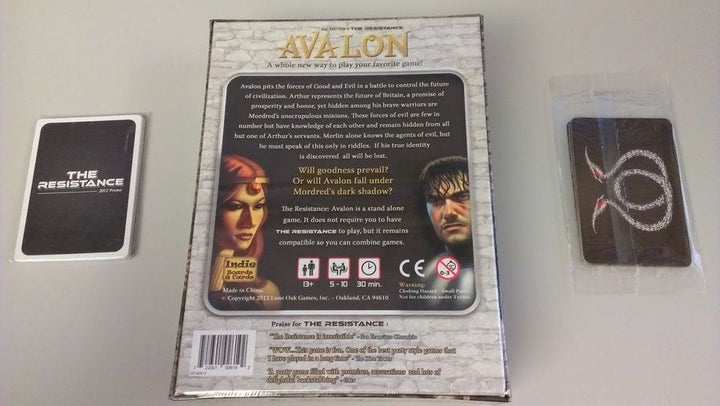 THE RESISTANCE
AVALON
A whole new way to play your favorite game!
Avalon pits the forces of Good and Evil in a battle to control the future
of civilization. Arthur represents the future of Britain, a promise of
prosperity and honor, yet hidden among his brave warriors are
Mordred's unscrupulous minions. These forces of evil are few in
number but have knowledge of each other and remain hidden from all
but one of Arthur's servants. Merlin alone knows the agents of evil, but
he must speak of this only in riddles. If his true identity
is discovered all will be lost.
Will goodness prevail?
Or will Avalon fall under
Mordred's dark shadow?
The Resistance: Avalon is a stand alone
game. It does not require you to have
THE RESISTANCE to play, but it remains
compatible so you can combine games.
Indie
Boards
& Cards
13+
5 - 10
30 min.
CE
0-3
Made in China.
© Copyright 2012 Lone Oak Games, Inc. – Oakland, CA 94610
Warning:
Choking Hazard - Small Parts.
Not for children under 3 years.
Praise for THE RESISTANCE :
"The Resistance is irresistible" - San Francisco Chronicle
"WOW...This game is fun. One of the best party style games that
I have played in a long time" - The Dice Tower
"A party game filled with promises, accusations and lots of
delightful backstabbing" -
THE
RESISTANCE
2012 Promo